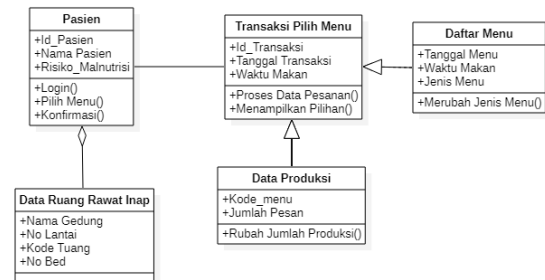 Pasien
+Id_Pasien
+Nama Pasien
+Risiko_Malnutrisi
+Login()
+Pilih Menu()
+Konfirmasi()
Transaksi Pilih Menu
+Id_Transaksi
+Tanggal Transaksi
+Waktu Makan
+Proses Data Pesanan()
+Menampilkan Pilihan()
Daftar Menu
+Tanggal Menu
+Waktu Makan
+Jenis Menu
+Merubah Jenis Menu()
Data Ruang Rawat Inap
+Nama Gedung
+No Lantai
+Kode Tuang
+No Bed
Data Produksi
+Kode_menu
+Jumlah Pesan
+Rubah Jumlah Produksi()